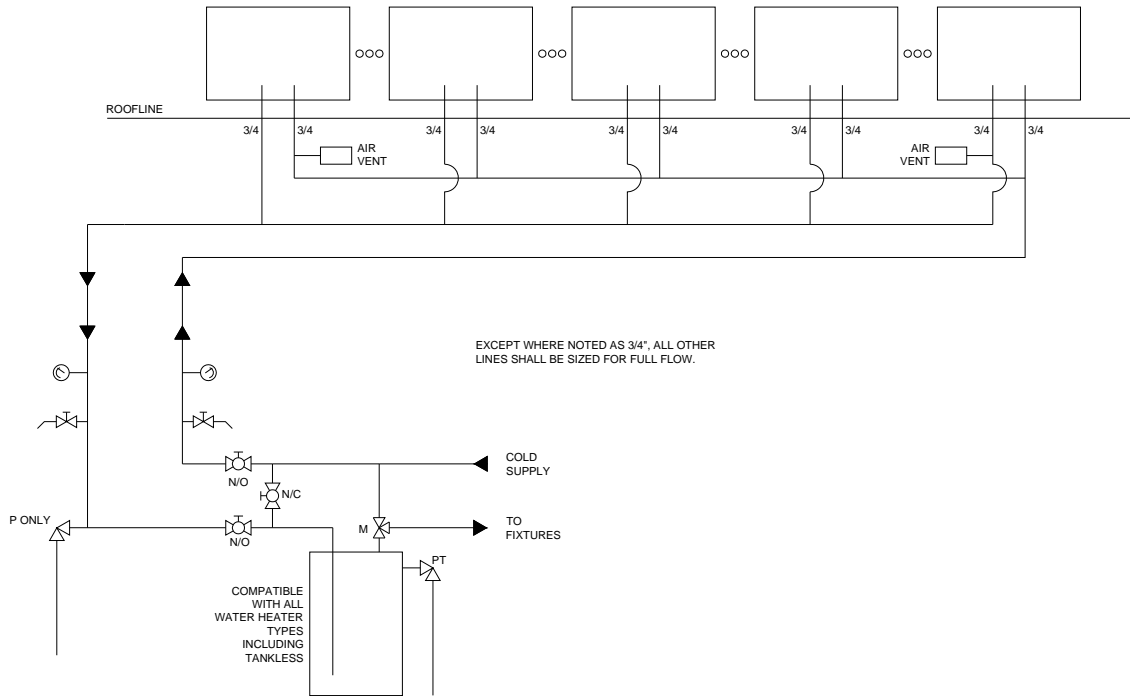 ROOFLINE
3/4
3/4
3/4
3/4
3/4
3/4
3/4
3/4
3/4
3/4
AIR
VENT
AIR
VENT
EXCEPT WHERE NOTED AS 3/4", ALL OTHER
LINES SHALL BE SIZED FOR FULL FLOW.
COLD
SUPPLY
N/O
N/C
P ONLY
M
TO
FIXTURES
N/O
PT
COMPATIBLE
WITH ALL
WATER HEATER
TYPES
INCLUDING
TANKLESS